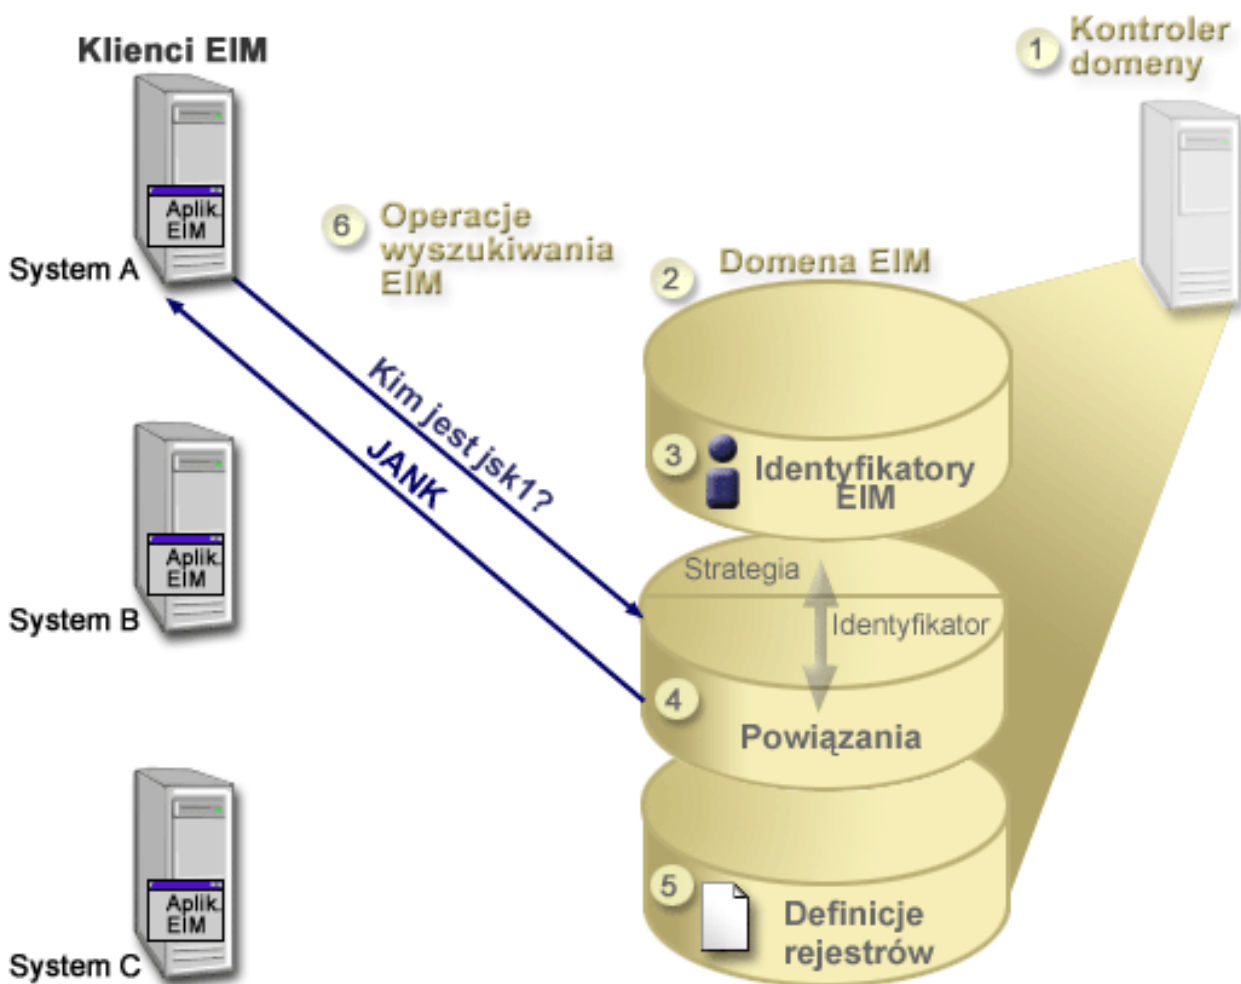 Klienci EIM
1 Kontroler
domeny
Aplik.
EIM
System A
6 Operacje
wyszukiwania
EIM
2 Domena EIM
Kim jest jsk1?
JANK
3 Identyfikatory
EIM
Aplik.
EIM
System B
Strategia
Identyfikator
4
Powiązania
Aplik.
EIM
System C
5 Definicje
rejestrów